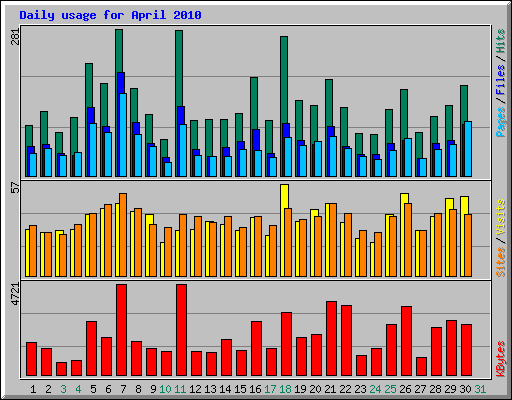 Daily usage for April 2010
281
Pages / Files / Hits
57
Sites / Visits
4721
KBytes
1 2 3 4 5 6 7 8 9 10 11 12 13 14 15 16 17 18 19 20 21 22 23 24 25 26 27 28 29 30 31